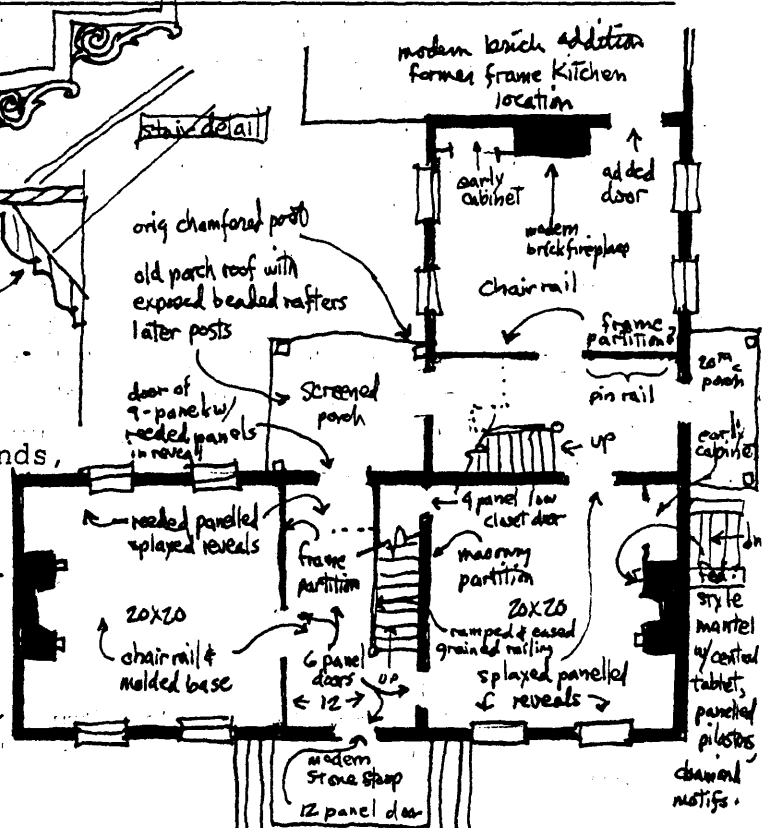 modern brick addition
former frame kitchen
location
stair detail
early
cabinet
added
door
modern
brick fireplace
orig chamfered post
old porch roof with
exposed beaded rafters
later posts
chair rail
frame
partition?
pin rail
20th c
porch
screened
porch
door of
9-panels w/
reeded panels
in reveal
up
early
cabinet
nds,
reeded panelled
splayed reveals
4 panel low
closet door
frame
partition
masonry
partition
dn
20x20
20x20
chair rail &
molded base
ramped & eased
grained railing
6 panel
doors
up
12
splayed panelled
reveals
Fed.
style
mantel
w/ central
tablet,
panelled
pilasters,
diamond
motifs.
modern
stone stoop
12 panel door